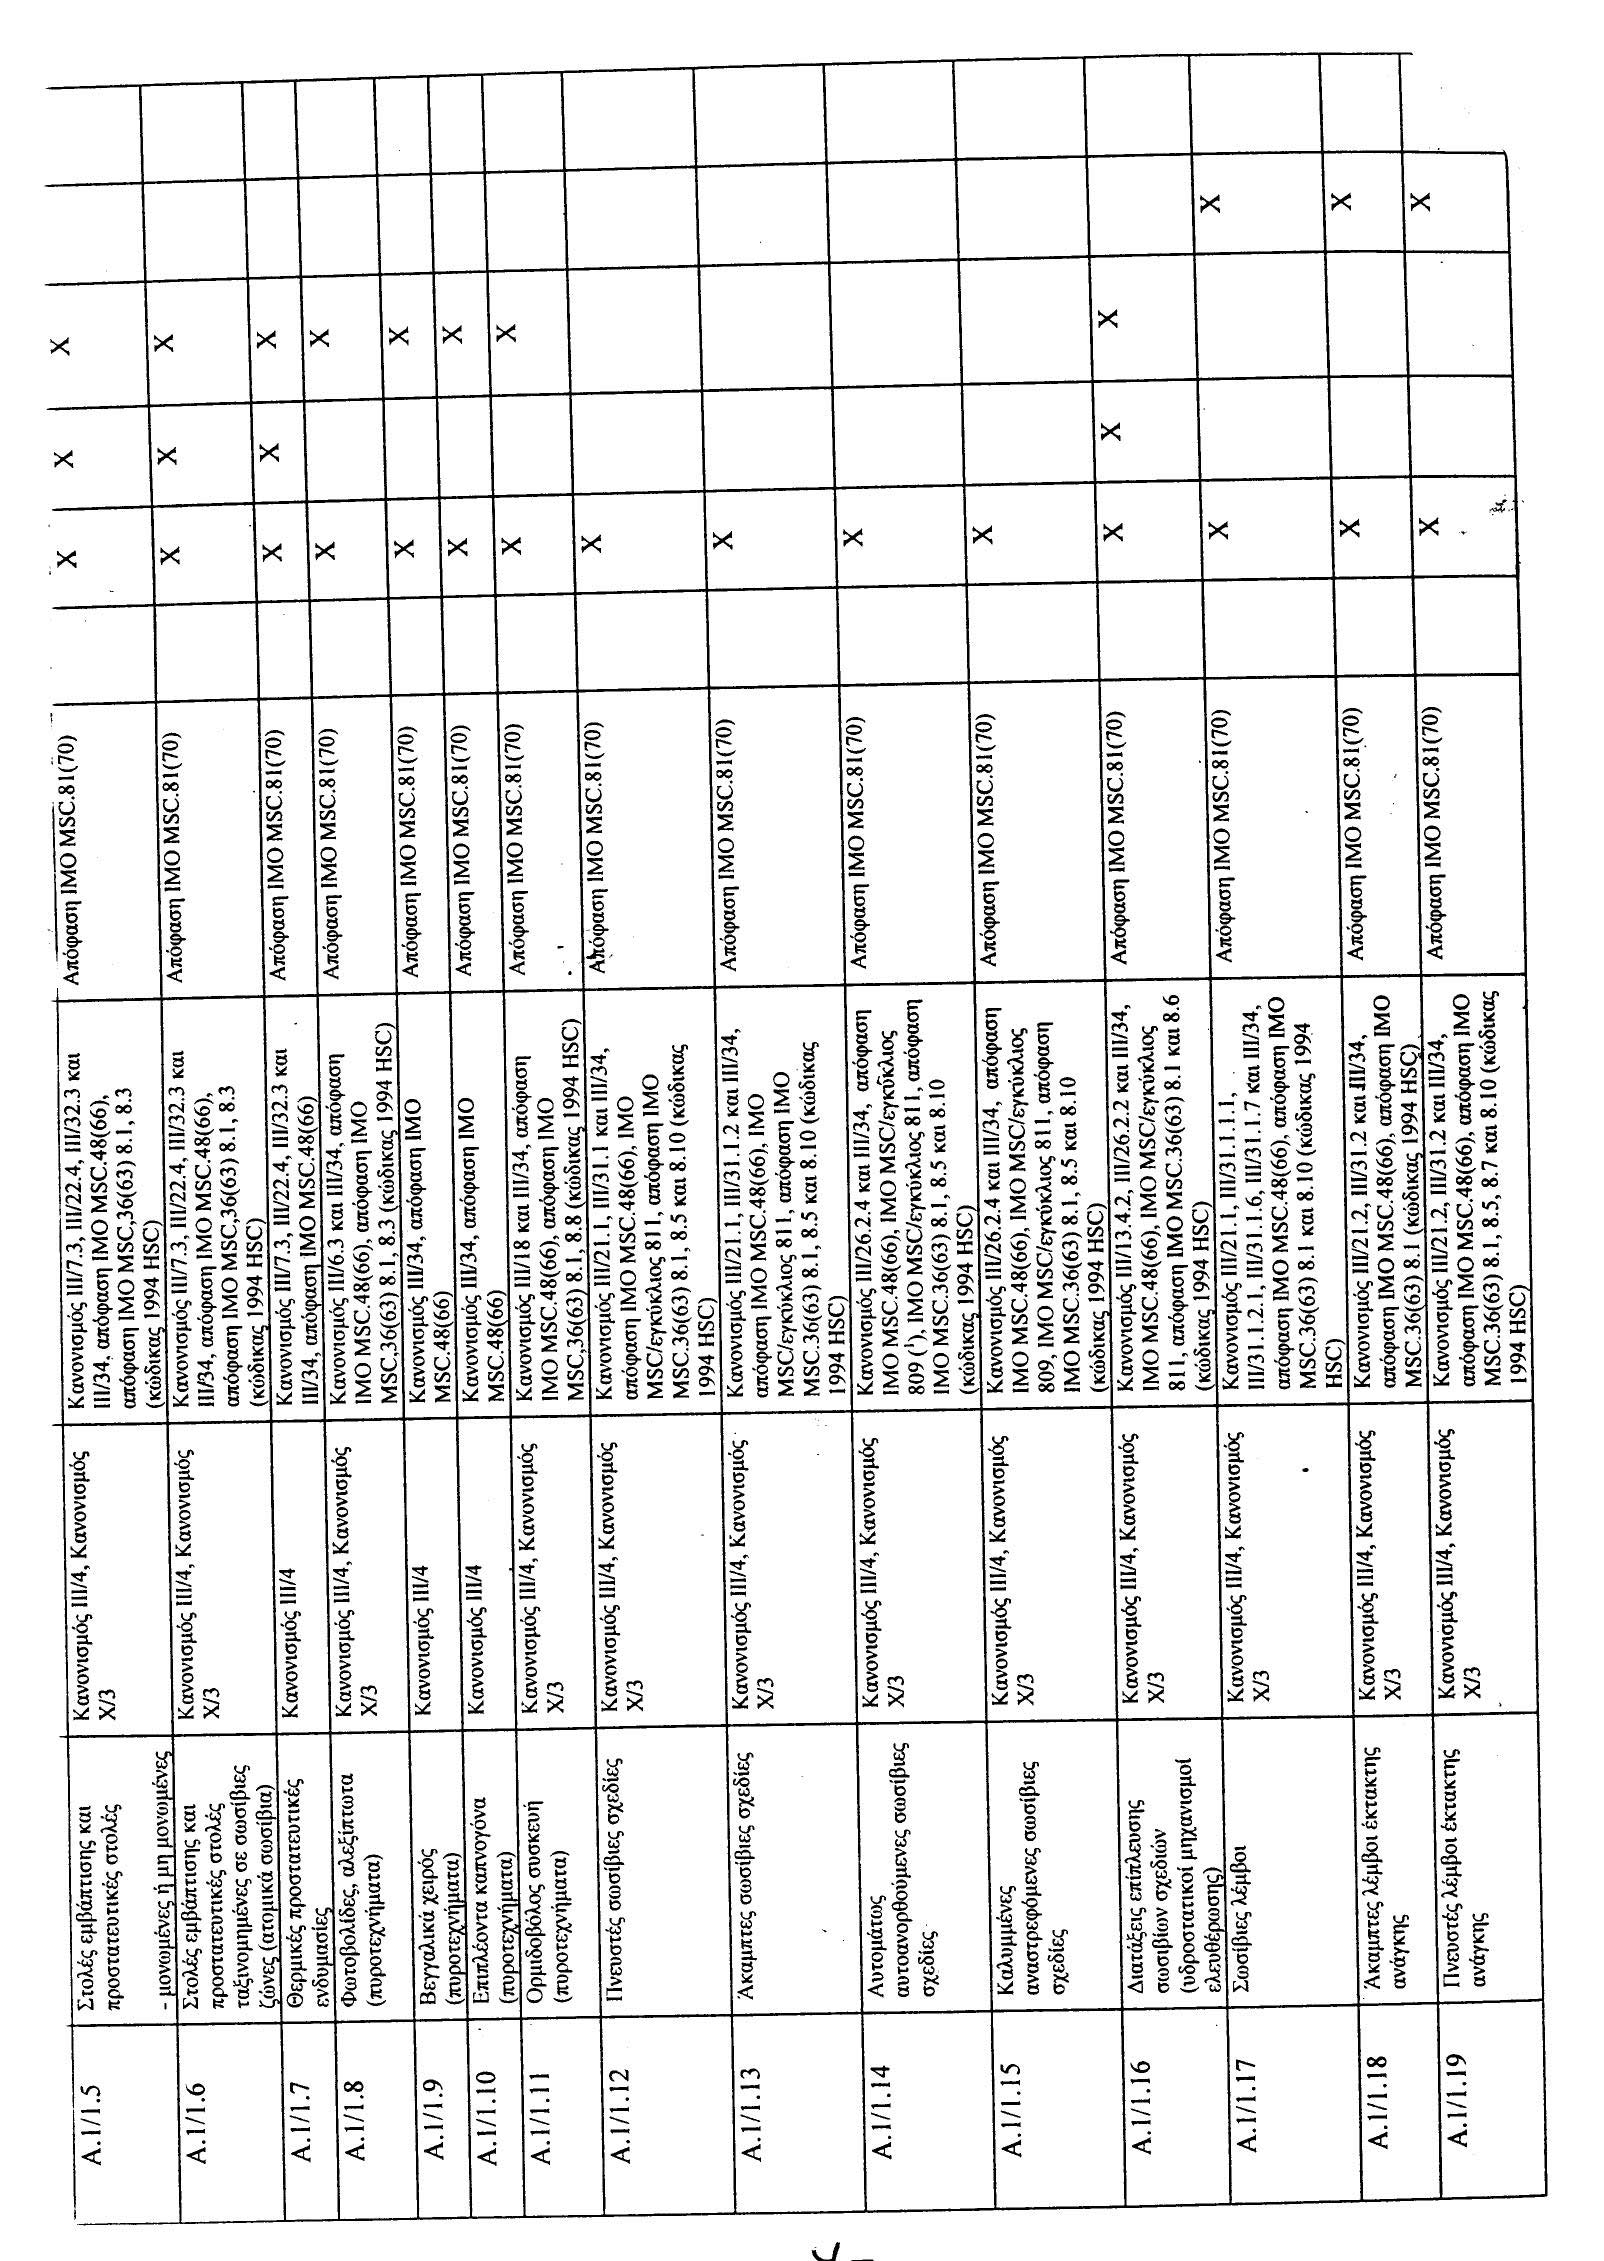 A.1/1.5
Στολές εμβάπτισης και
προστατευτικές στολές
- μονωμένες ή μη μονωμένες
Κανονισμός III/4, Κανονισμός
X/3
Κανονισμός III/7.3, III/22.4, III/32.3 και
III/34, απόφαση IMO MSC.48(66),
απόφαση IMO MSC,36(63) 8.1, 8.3
(κώδικας 1994 HSC)
Απόφαση IMO MSC.81(70)
X
X
X
A.1/1.6
Στολές εμβάπτισης και
προστατευτικές στολές
ταξινομημένες σε σωσίβιες
ζώνες (ατομικά σωσίβια)
Κανονισμός III/4, Κανονισμός
X/3
Κανονισμός III/7.3, III/22.4, III/32.3 και
III/34, απόφαση IMO MSC.48(66),
απόφαση IMO MSC,36(63) 8.1, 8.3
(κώδικας 1994 HSC)
Απόφαση IMO MSC.81(70)
X
X
X
A.1/1.7
Θερμικές προστατευτικές
ενδυμασίες
Κανονισμός III/4
Κανονισμός III/7.3, III/22.4, III/32.3 και
III/34, απόφαση IMO MSC.48(66)
Απόφαση IMO MSC.81(70)
X
X
X
A.1/1.8
Φωτοβολίδες, αλεξίπτωτα
(πυροτεχνήματα)
Κανονισμός III/4, Κανονισμός
X/3
Κανονισμός III/6.3 και III/34, απόφαση
IMO MSC.48(66), απόφαση IMO
MSC,36(63) 8.1, 8.3 (κώδικας 1994 HSC)
Απόφαση IMO MSC.81(70)
X
X
A.1/1.9
Βεγγαλικά χειρός
(πυροτεχνήματα)
Κανονισμός III/4
Κανονισμός III/34, απόφαση IMO
MSC.48(66)
Απόφαση IMO MSC.81(70)
X
X
A.1/1.10
Επιπλέοντα καπνογόνα
(πυροτεχνήματα)
Κανονισμός III/4
Κανονισμός III/34, απόφαση IMO
MSC.48(66)
Απόφαση IMO MSC.81(70)
X
X
A.1/1.11
Ορμιδοβόλος συσκευή
(πυροτεχνήματα)
Κανονισμός III/4, Κανονισμός
X/3
Κανονισμός III/18 και III/34, απόφαση
IMO MSC.48(66), απόφαση IMO
MSC,36(63) 8.1, 8.8 (κώδικας 1994 HSC)
Απόφαση IMO MSC.81(70)
X
X
A.1/1.12
Πνευστές σωσίβιες σχεδίες
Κανονισμός III/4, Κανονισμός
X/3
Κανονισμός III/21.1, III/31.1 και III/34,
απόφαση IMO MSC.48(66), IMO
MSC/εγκύκλιος 811, απόφαση IMO
MSC.36(63) 8.1, 8.5 και 8.10 (κώδικας
1994 HSC)
Απόφαση IMO MSC.81(70)
X
A.1/1.13
Άκαμπτες σωσίβιες σχεδίες
Κανονισμός III/4, Κανονισμός
X/3
Κανονισμός III/21.1, III/31.1.2 και III/34,
απόφαση IMO MSC.48(66), IMO
MSC/εγκύκλιος 811, απόφαση IMO
MSC.36(63) 8.1, 8.5 και 8.10 (κώδικας
1994 HSC)
Απόφαση IMO MSC.81(70)
X
A.1/1.14
Αυτομάτως
αυτοανορθούμενες σωσίβιες
σχεδίες
Κανονισμός III/4, Κανονισμός
X/3
Κανονισμός III/26.2.4 και III/34, απόφαση
IMO MSC.48(66), IMO MSC/εγκύκλιος
809 (¹), IMO MSC/εγκύκλιος 811, απόφαση
IMO MSC.36(63) 8.1, 8.5 και 8.10
(κώδικας 1994 HSC)
Απόφαση IMO MSC.81(70)
X
A.1/1.15
Καλυμμένες
αναστρεφόμενες σωσίβιες
σχεδίες
Κανονισμός III/4, Κανονισμός
X/3
Κανονισμός III/26.2.4 και III/34, απόφαση
IMO MSC.48(66), IMO MSC/εγκύκλιος
809, IMO MSC/εγκύκλιος 811, απόφαση
IMO MSC.36(63) 8.1, 8.5 και 8.10
(κώδικας 1994 HSC)
Απόφαση IMO MSC.81(70)
X
A.1/1.16
Διατάξεις επίπλευσης
σωσιβίων σχεδιών
(υδροστατικοί μηχανισμοί
ελευθέρωσης)
Κανονισμός III/4, Κανονισμός
X/3
Κανονισμός III/13.4.2, III/26.2.2 και III/34,
IMO MSC.48(66), IMO MSC/εγκύκλιος
811, απόφαση IMO MSC.36(63) 8.1 και 8.6
(κώδικας 1994 HSC)
Απόφαση IMO MSC.81(70)
X
X
X
A.1/1.17
Σωσίβιες λέμβοι
Κανονισμός III/4, Κανονισμός
X/3
Κανονισμός III/21.1, III/31.1.1.1,
III/31.1.2.1, III/31.1.6, III/31.1.7 και III/34,
απόφαση IMO MSC.48(66), απόφαση IMO
MSC.36(63) 8.1 και 8.10 (κώδικας 1994
HSC)
Απόφαση IMO MSC.81(70)
X
X
A.1/1.18
Άκαμπτες λέμβοι έκτακτης
ανάγκης
Κανονισμός III/4, Κανονισμός
X/3
Κανονισμός III/21.2, III/31.2 και III/34,
απόφαση IMO MSC.48(66), απόφαση IMO
MSC.36(63) 8.1 (κώδικας 1994 HSC)
Απόφαση IMO MSC.81(70)
X
X
A.1/1.19
Πνευστές λέμβοι έκτακτης
ανάγκης
Κανονισμός III/4, Κανονισμός
X/3
Κανονισμός III/21.2, III/31.2 και III/34,
απόφαση IMO MSC.48(66), απόφαση IMO
MSC.36(63) 8.1, 8.5, 8.7 και 8.10 (κώδικας
1994 HSC)
Απόφαση IMO MSC.81(70)
X
X